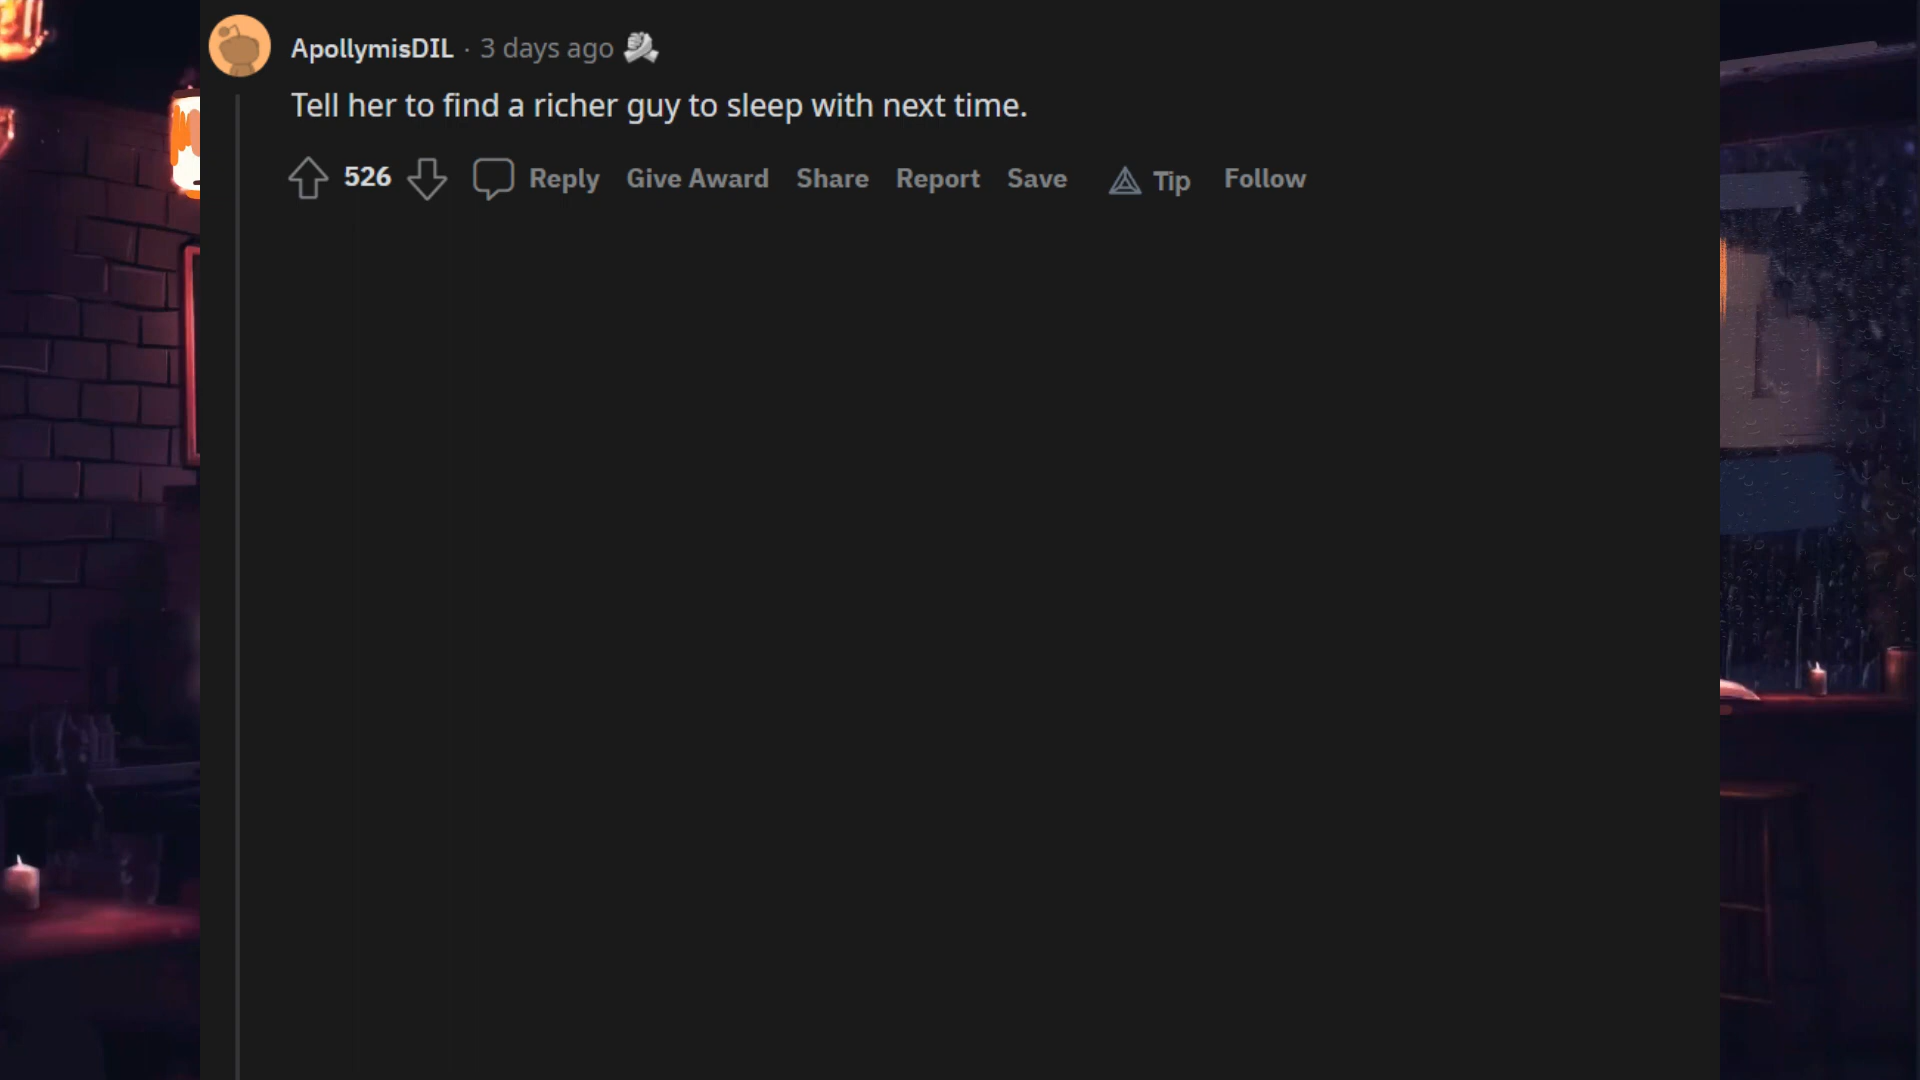 ApollymisDIL · 3 days ago
Tell her to find a richer guy to sleep with next time.
526 Reply Give Award Share Report Save Tip Follow